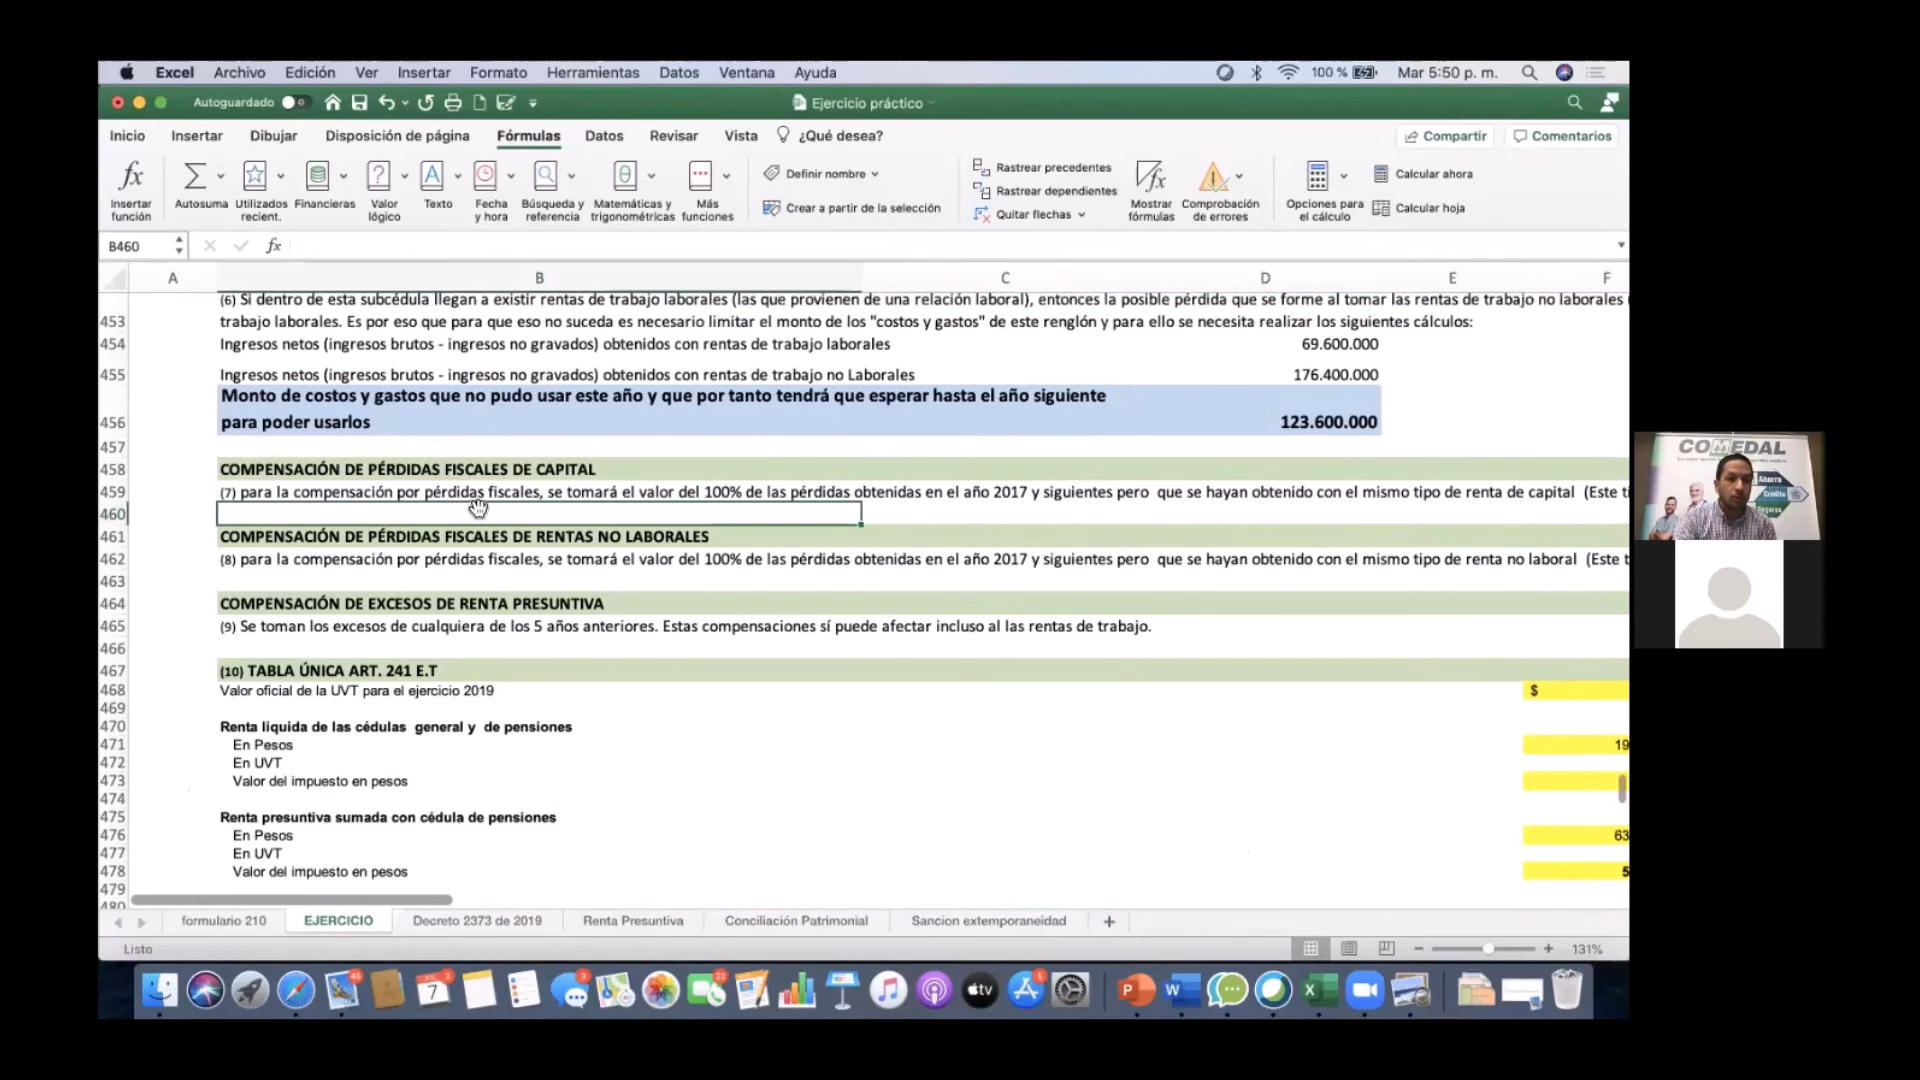 Excel Archivo Edición Ver Insertar Formato Herramientas Datos Ventana Ayuda 100 % Mar 5:50 p. m.
Autoguardado Ejercicio práctico
Inicio Insertar Dibujar Disposición de página Fórmulas Datos Revisar Vista ¿Qué desea? Compartir Comentarios
Insertar función Autosuma Utilizados recient. Financieras Valor lógico Texto Fecha y hora Búsqueda y referencia Matemáticas y trigonométricas Más funciones
Definir nombre
Crear a partir de la selección
Rastrear precedentes
Rastrear dependientes
Quitar flechas
Mostrar fórmulas Comprobación de errores Opciones para el cálculo
Calcular ahora
Calcular hoja
B460 fx
A B C D E F
(6) Si dentro de esta subcédula llegan a existir rentas de trabajo laborales (las que provienen de una relación laboral), entonces la posible pérdida que se forme al tomar las rentas de trabajo no laborales
453 trabajo laborales. Es por eso que para que eso no suceda es necesario limitar el monto de los "costos y gastos" de este renglón y para ello se necesita realizar los siguientes cálculos:
454 Ingresos netos (ingresos brutos - ingresos no gravados) obtenidos con rentas de trabajo laborales 69.600.000
455 Ingresos netos (ingresos brutos - ingresos no gravados) obtenidos con rentas de trabajo no Laborales 176.400.000
Monto de costos y gastos que no pudo usar este año y que por tanto tendrá que esperar hasta el año siguiente
456 para poder usarlos 123.600.000
457
458 COMPENSACIÓN DE PÉRDIDAS FISCALES DE CAPITAL
459 (7) para la compensación por pérdidas fiscales, se tomará el valor del 100% de las pérdidas obtenidas en el año 2017 y siguientes pero que se hayan obtenido con el mismo tipo de renta de capital (Este t
460
461 COMPENSACIÓN DE PÉRDIDAS FISCALES DE RENTAS NO LABORALES
462 (8) para la compensación por pérdidas fiscales, se tomará el valor del 100% de las pérdidas obtenidas en el año 2017 y siguientes pero que se hayan obtenido con el mismo tipo de renta no laboral (Este t
463
464 COMPENSACIÓN DE EXCESOS DE RENTA PRESUNTIVA
465 (9) Se toman los excesos de cualquiera de los 5 años anteriores. Estas compensaciones sí puede afectar incluso al las rentas de trabajo.
466
467 (10) TABLA ÚNICA ART. 241 E.T
468 Valor oficial de la UVT para el ejercicio 2019 $
469
470 Renta liquida de las cédulas general y de pensiones
471 En Pesos 19
472 En UVT
473 Valor del impuesto en pesos
474
475 Renta presuntiva sumada con cédula de pensiones
476 En Pesos 63
477 En UVT
478 Valor del impuesto en pesos 5
479
480
formulario 210 EJERCICIO Decreto 2373 de 2019 Renta Presuntiva Conciliación Patrimonial Sancion extemporaneidad +
Listo 131%
COMEDAL
Ahorro
Crédito
Seguros